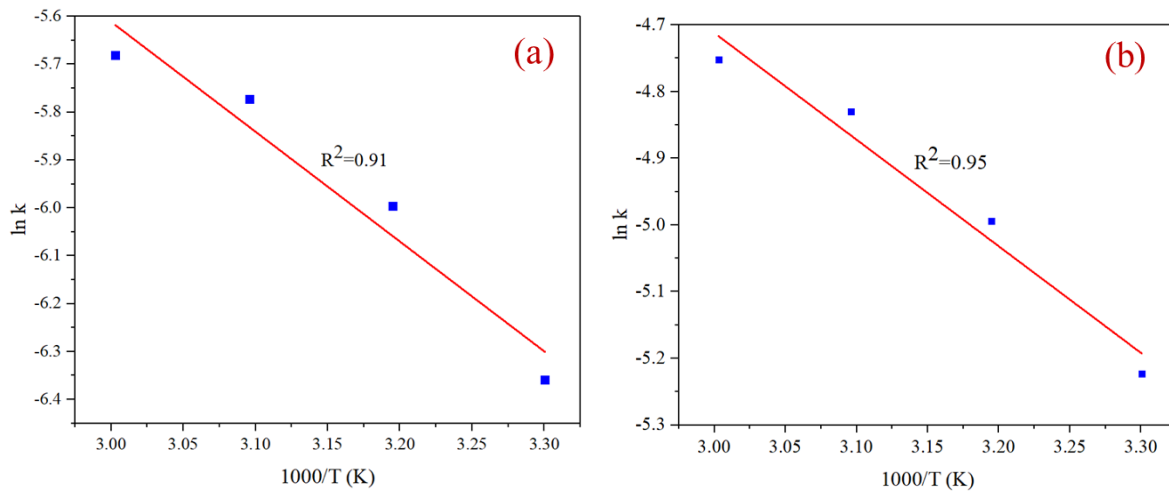 (a)
-5.6
-5.7
-5.8
-5.9
-6.0
-6.1
-6.2
-6.3
-6.4
ln k
R²=0.91
3.00 3.05 3.10 3.15 3.20 3.25 3.30
1000/T (K)
(b)
-4.7
-4.8
-4.9
-5.0
-5.1
-5.2
-5.3
ln k
R²=0.95
3.00 3.05 3.10 3.15 3.20 3.25 3.30
1000/T (K)